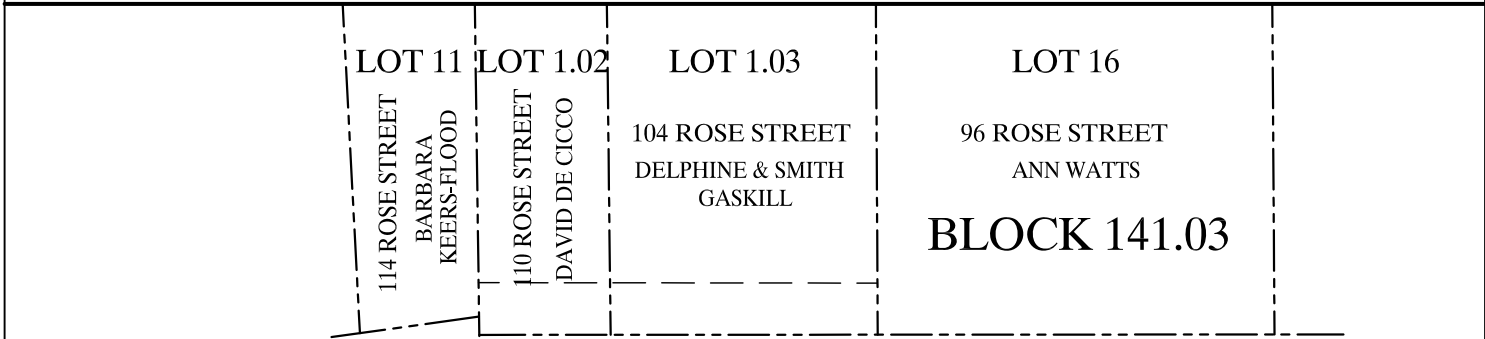 LOT 11
114 ROSE STREET
BARBARA
KEERS-FLOOD
LOT 1.02
110 ROSE STREET
DAVID DE CICCO
LOT 1.03
104 ROSE STREET
DELPHINE & SMITH
GASKILL
LOT 16
96 ROSE STREET
ANN WATTS
BLOCK 141.03